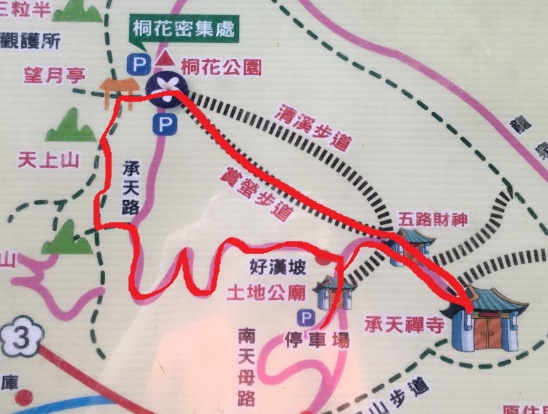 三粒半
觀護所
桐花密集處
P
桐花公園
望月亭
P
清溪步道
天上山
承天路
賞螢步道
五路財神
好漢坡
山
土地公廟
P
停車場
承天禪寺
3
南天母路
庫
山步道
原住